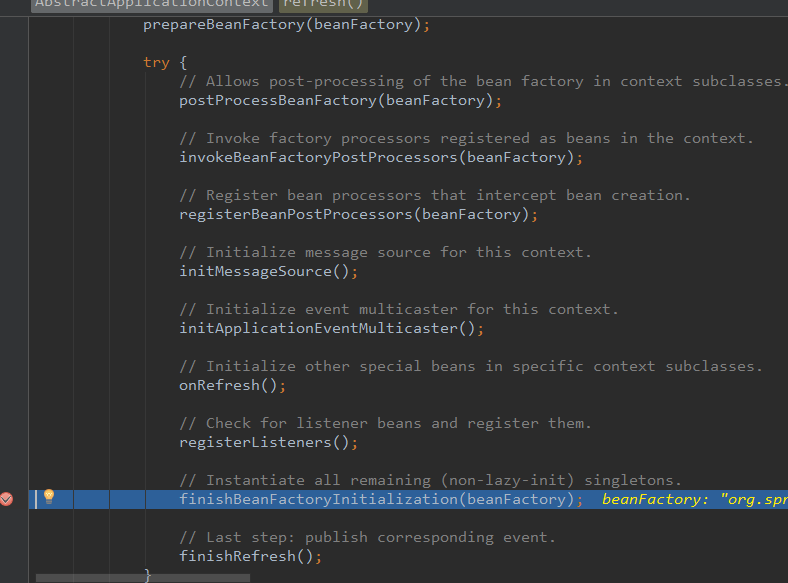 AbstractApplicationContext refresh()
prepareBeanFactory(beanFactory);
try {
// Allows post-processing of the bean factory in context subclasses.
postProcessBeanFactory(beanFactory);
// Invoke factory processors registered as beans in the context.
invokeBeanFactoryPostProcessors(beanFactory);
// Register bean processors that intercept bean creation.
registerBeanPostProcessors(beanFactory);
// Initialize message source for this context.
initMessageSource();
// Initialize event multicaster for this context.
initApplicationEventMulticaster();
// Initialize other special beans in specific context subclasses.
onRefresh();
// Check for listener beans and register them.
registerListeners();
// Instantiate all remaining (non-lazy-init) singletons.
finishBeanFactoryInitialization(beanFactory); beanFactory: "org.spr
// Last step: publish corresponding event.
finishRefresh();
}